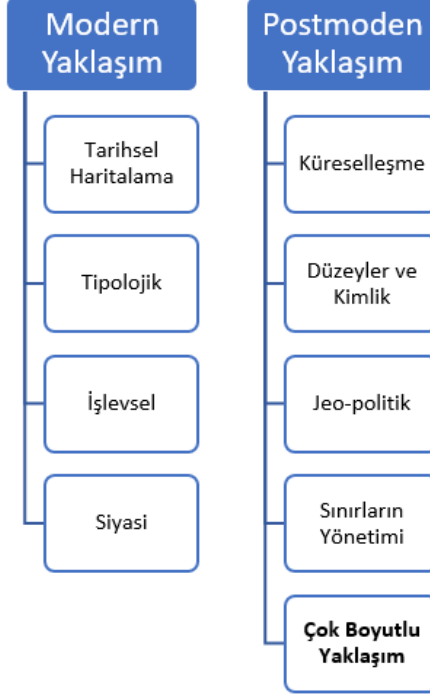 Modern
Yaklaşım
Tarihsel
Haritalama
Tipolojik
İşlevsel
Siyasi
Postmoden
Yaklaşım
Küreselleşme
Düzeyler ve
Kimlik
Jeo-politik
Sınırların
Yönetimi
Çok Boyutlu
Yaklaşım